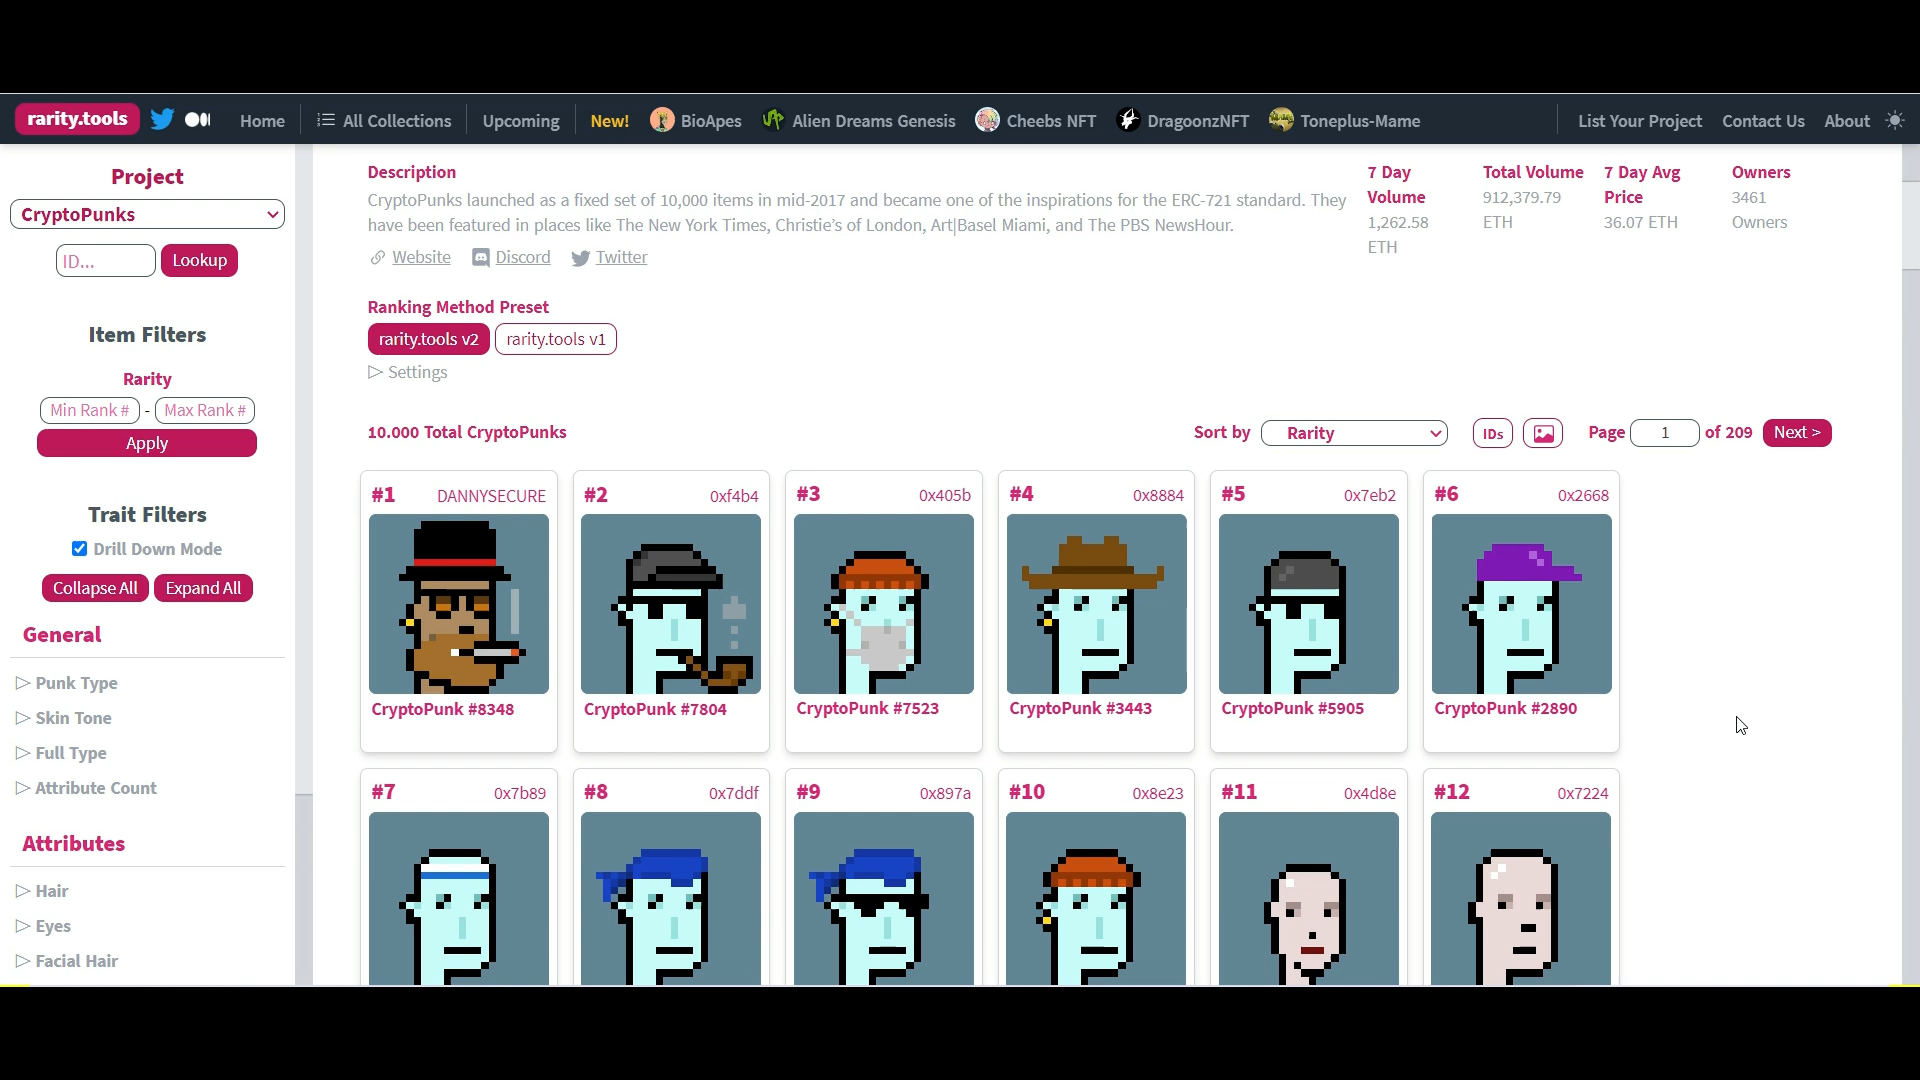 rarity.tools Home All Collections Upcoming New! BioApes Alien Dreams Genesis Cheebs NFT DragoonzNFT Toneplus-Mame List Your Project Contact Us About
Project
CryptoPunks
ID... Lookup
Item Filters
Rarity
Min Rank # - Max Rank #
Apply
Trait Filters
Drill Down Mode
Collapse All Expand All
General
Punk Type
Skin Tone
Full Type
Attribute Count
Attributes
Hair
Eyes
Facial Hair
Description
CryptoPunks launched as a fixed set of 10,000 items in mid-2017 and became one of the inspirations for the ERC-721 standard. They
have been featured in places like The New York Times, Christie’s of London, Art|Basel Miami, and The PBS NewsHour.
Website Discord Twitter
7 Day
Volume
1,262.58
ETH
Total Volume
912,379.79
ETH
7 Day Avg
Price
36.07 ETH
Owners
3461
Owners
Ranking Method Preset
rarity.tools v2 rarity.tools v1
Settings
10.000 Total CryptoPunks Sort by Rarity IDs Page 1 of 209 Next >
#1 DANNYSECURE #2 0xf4b4 #3 0x405b #4 0x8884 #5 0x7eb2 #6 0x2668
CryptoPunk #8348 CryptoPunk #7804 CryptoPunk #7523 CryptoPunk #3443 CryptoPunk #5905 CryptoPunk #2890
#7 0x7b89 #8 0x7ddf #9 0x897a #10 0x8e23 #11 0x4d8e #12 0x7224